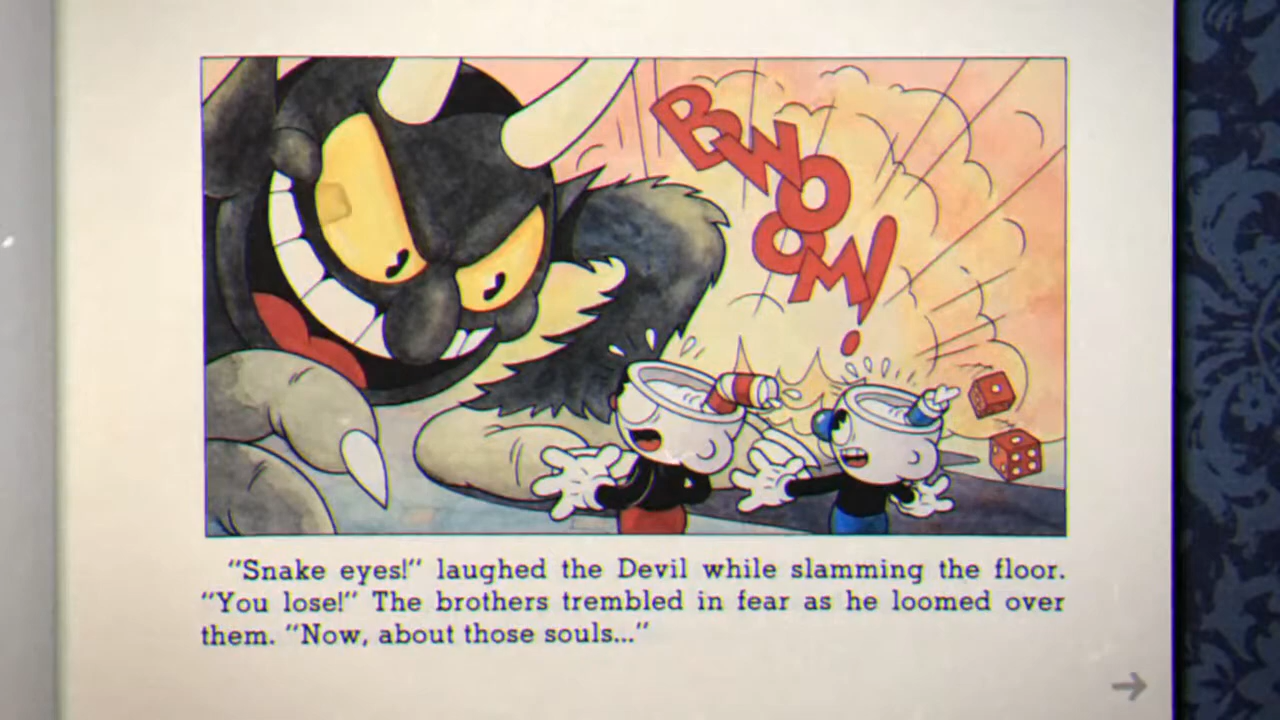 BWOOM!
"Snake eyes!" laughed the Devil while slamming the floor.
"You lose!" The brothers trembled in fear as he loomed over
them. "Now, about those souls..."